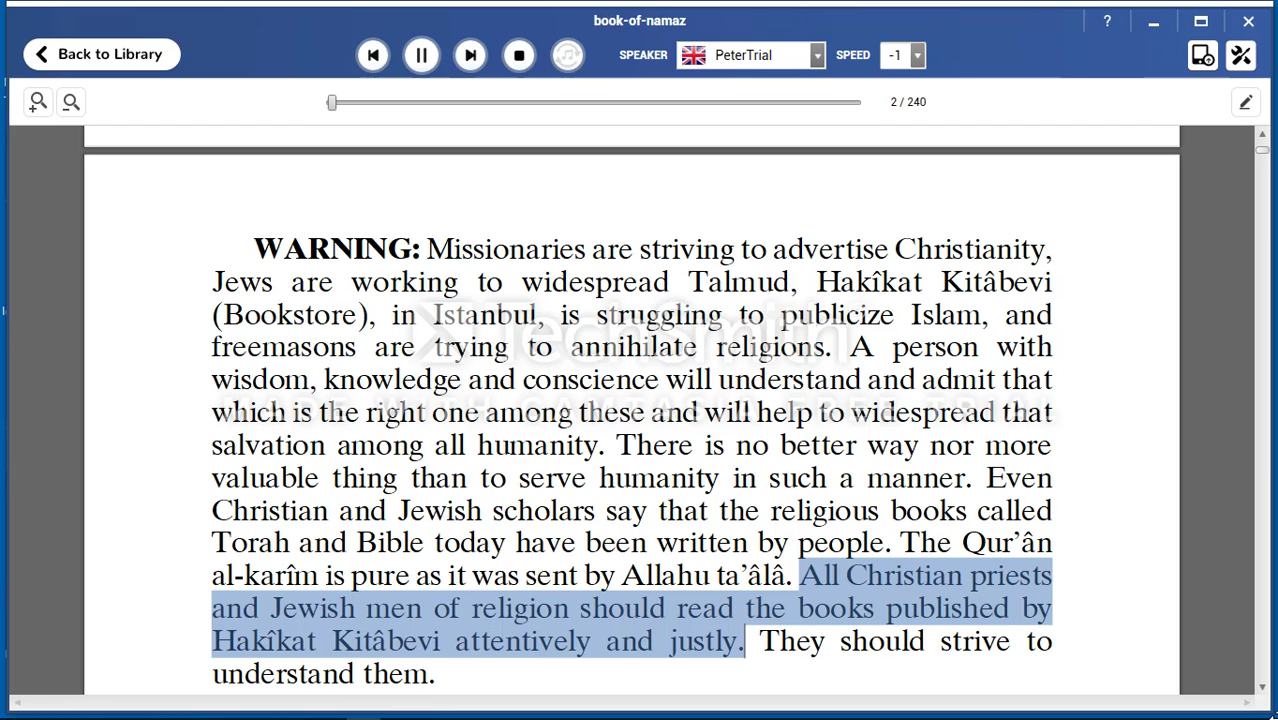 book-of-namaz
?
Back to Library
SPEAKER
PeterTrial
SPEED
-1
2 / 240
WARNING: Missionaries are striving to advertise Christianity,
Jews are working to widespread Talmud, Hakîkat Kitâbevi
(Bookstore), in Istanbul, is struggling to publicize Islam, and
freemasons are trying to annihilate religions. A person with
wisdom, knowledge and conscience will understand and admit that
which is the right one among these and will help to widespread that
salvation among all humanity. There is no better way nor more
valuable thing than to serve humanity in such a manner. Even
Christian and Jewish scholars say that the religious books called
Torah and Bible today have been written by people. The Qur’ân
al-karîm is pure as it was sent by Allahu ta’âlâ. All Christian priests
and Jewish men of religion should read the books published by
Hakîkat Kitâbevi attentively and justly. They should strive to
understand them.
TechSmith
MADE WITH CAMTASIA FREE TRIAL